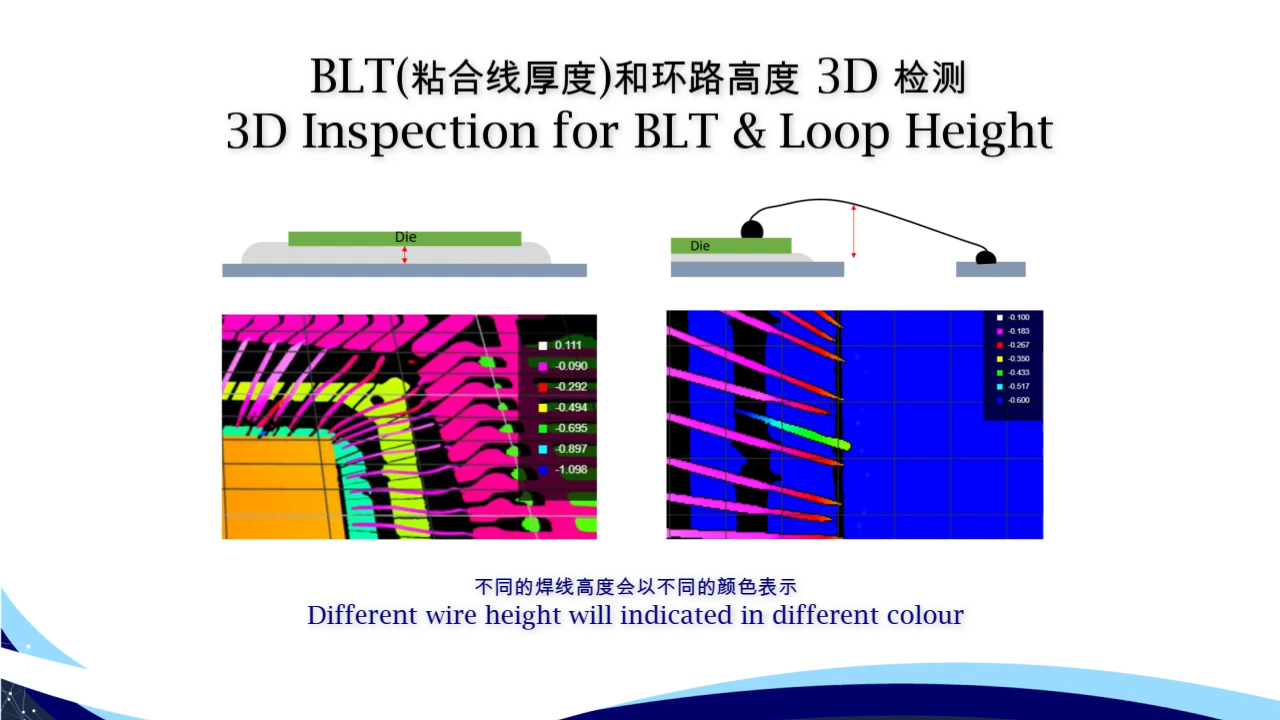 BLT(粘合线厚度)和环路高度 3D 检测
3D Inspection for BLT & Loop Height
Die
Die
0.111
-0.090
-0.292
-0.494
-0.695
-0.897
-1.098
-0.100
-0.183
-0.267
-0.350
-0.433
-0.517
-0.600
不同的焊线高度会以不同的颜色表示
Different wire height will indicated in different colour